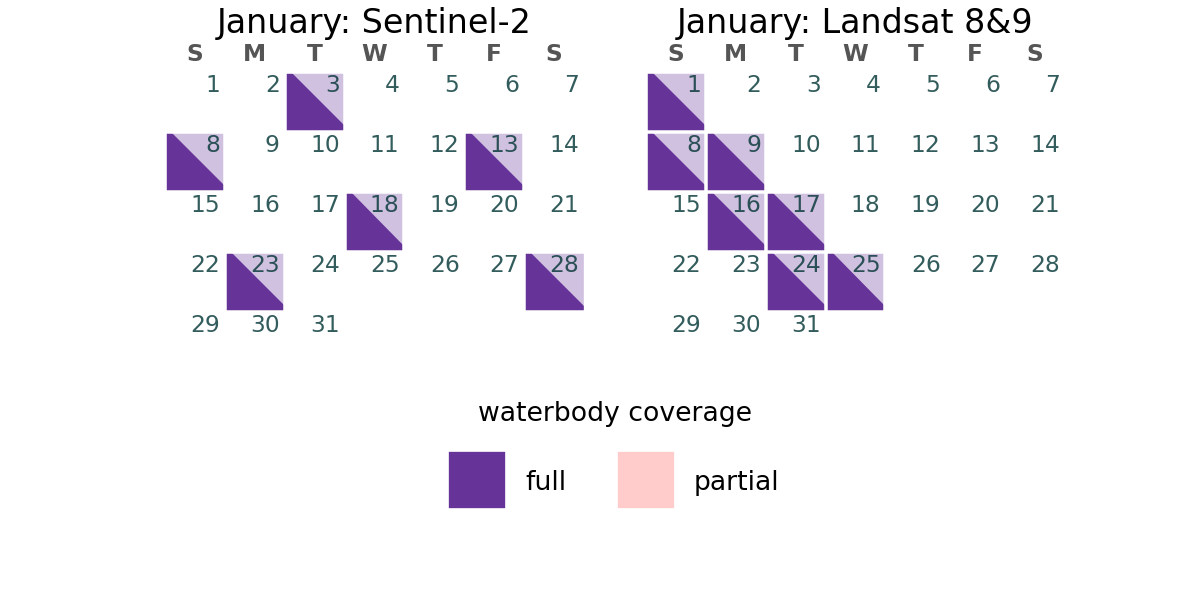 January: Sentinel-2
S M T W T F S
1 2 3 4 5 6 7
8 9 10 11 12 13 14
15 16 17 18 19 20 21
22 23 24 25 26 27 28
29 30 31
January: Landsat 8&9
S M T W T F S
1 2 3 4 5 6 7
8 9 10 11 12 13 14
15 16 17 18 19 20 21
22 23 24 25 26 27 28
29 30 31
waterbody coverage
full partial